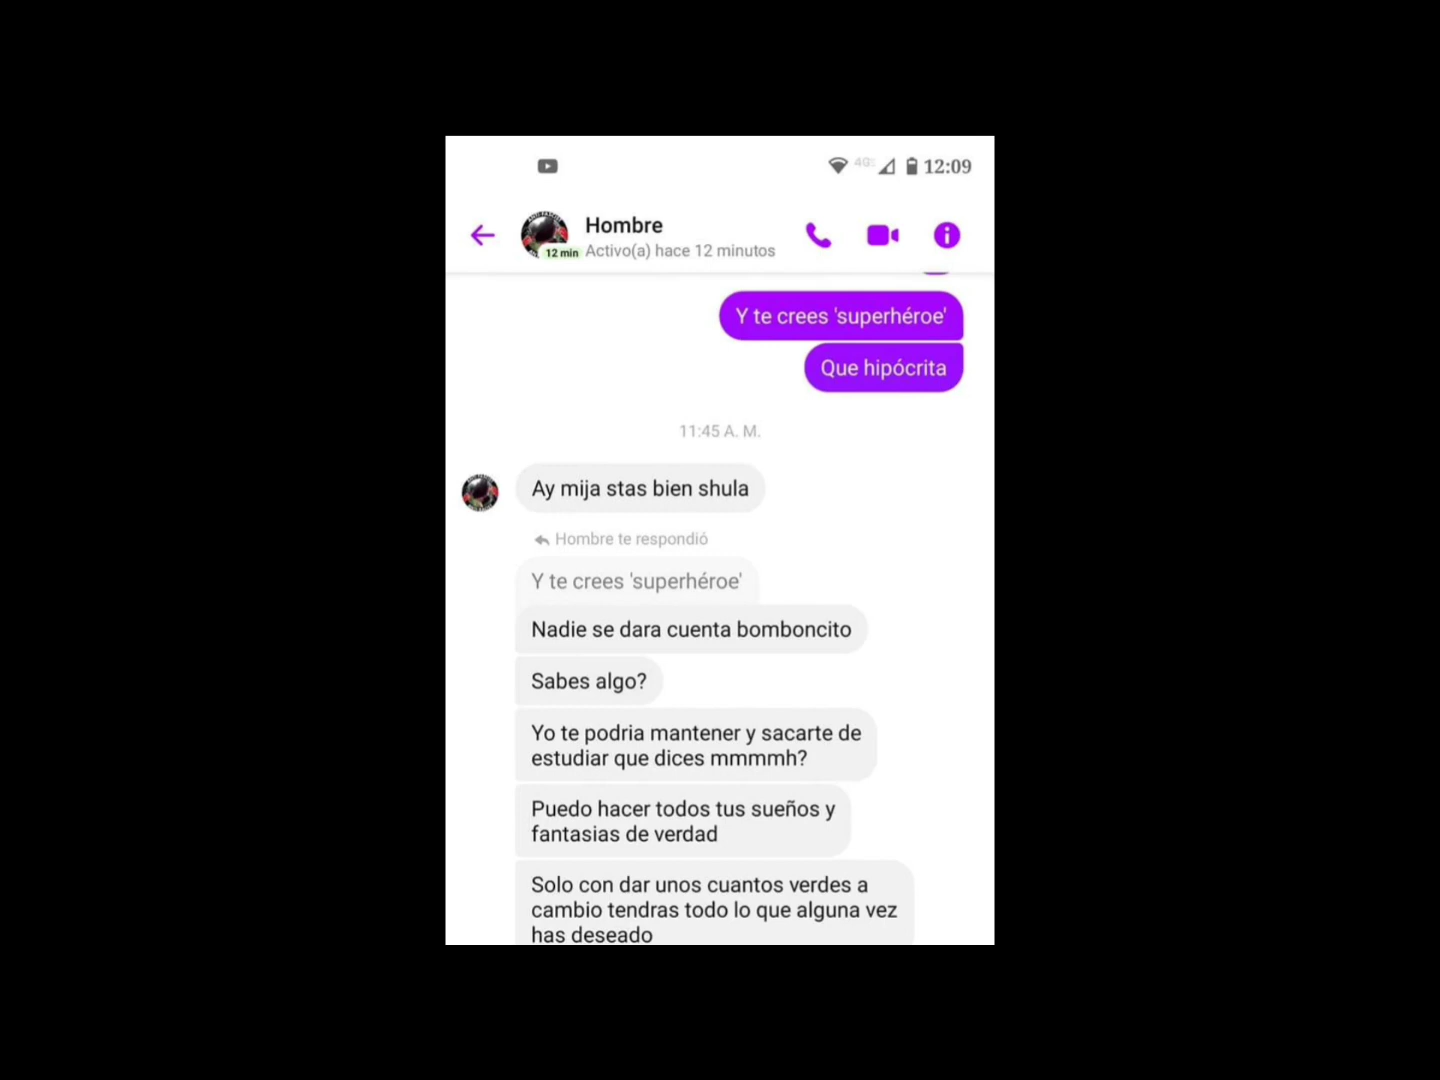 4G
12:09
Hombre
12 min
Activo(a) hace 12 minutos
Y te crees 'superhéroe'
Que hipócrita
11:45 A. M.
Ay mija stas bien shula
Hombre te respondió
Y te crees 'superhéroe'
Nadie se dara cuenta bomboncito
Sabes algo?
Yo te podria mantener y sacarte de
estudiar que dices mmmmh?
Puedo hacer todos tus sueños y
fantasias de verdad
Solo con dar unos cuantos verdes a
cambio tendras todo lo que alguna vez
has deseado